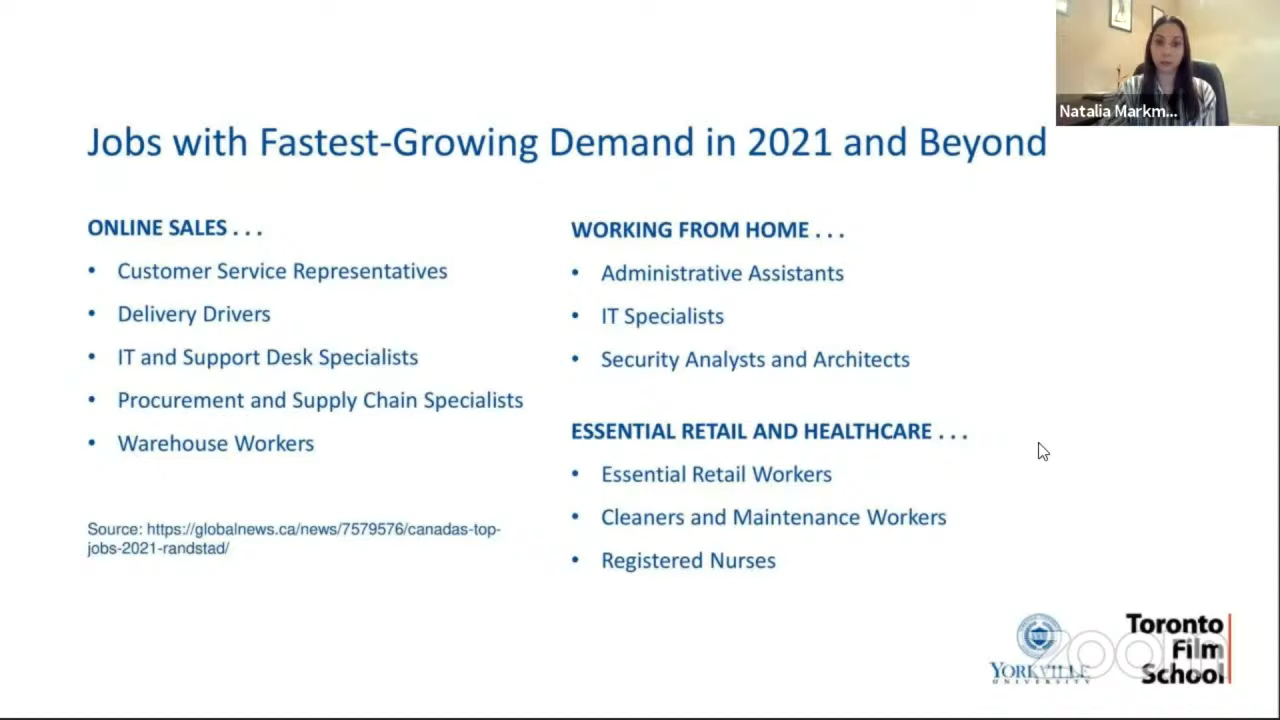 Natalia Markm...
Jobs with Fastest-Growing Demand in 2021 and Beyond
ONLINE SALES . . .
• Customer Service Representatives
• Delivery Drivers
• IT and Support Desk Specialists
• Procurement and Supply Chain Specialists
• Warehouse Workers
Source: https://globalnews.ca/news/7579576/canadas-top-
jobs-2021-randstad/
WORKING FROM HOME . . .
• Administrative Assistants
• IT Specialists
• Security Analysts and Architects
ESSENTIAL RETAIL AND HEALTHCARE . . .
• Essential Retail Workers
• Cleaners and Maintenance Workers
• Registered Nurses
YORKVILLE
UNIVERSITY
Toronto
Film
School
zoom